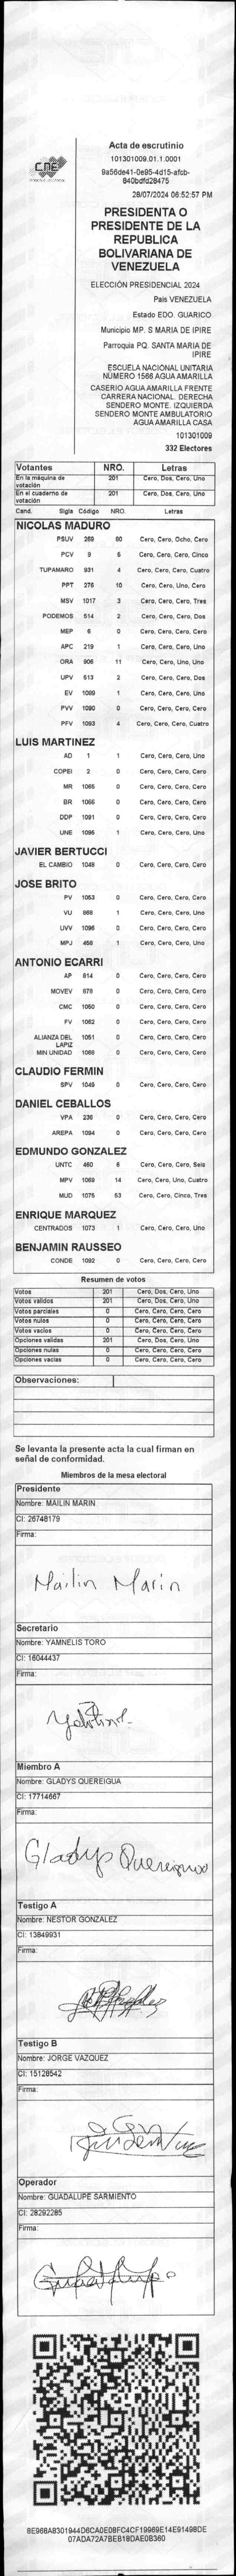 CNE
Acta de escrutinio
101301009.01.1.0001
9a56de41-0e95-4d15-afcb-
840bdfd28475
28/07/2024 06:52:57 PM
PRESIDENTA O
PRESIDENTE DE LA
REPUBLICA
BOLIVARIANA DE
VENEZUELA
ELECCIÓN PRESIDENCIAL 2024
Pais VENEZUELA
Estado EDO. GUARICO
Municipio MP. S MARIA DE IPIRE
Parroquia PQ. SANTA MARIA DE
IPIRE
ESCUELA NACIONAL UNITARIA
NÚMERO 1566 AGUA AMARILLA
CASERIO AGUA AMARILLA FRENTE
CARRERA NACIONAL. DERECHA
SENDERO MONTE. IZQUIERDA
SENDERO MONTE AMBULATORIO
AGUA AMARILLA CASA
101301009
332 Electores
Votantes NRO. Letras
En la máquina de votación 201 Cero, Dos, Cero, Uno
En el cuaderno de votación 201 Cero, Dos, Cero, Uno
Cand. Sigla Código NRO. Letras
NICOLAS MADURO
PSUV 269 80 Cero, Cero, Ocho, Cero
PCV 9 5 Cero, Cero, Cero, Cinco
TUPAMARO 931 4 Cero, Cero, Cero, Cuatro
PPT 276 10 Cero, Cero, Uno, Cero
MSV 1017 3 Cero, Cero, Cero, Tres
PODEMOS 514 2 Cero, Cero, Cero, Dos
MEP 6 0 Cero, Cero, Cero, Cero
APC 219 1 Cero, Cero, Cero, Uno
ORA 906 11 Cero, Cero, Uno, Uno
UPV 513 2 Cero, Cero, Cero, Dos
EV 1089 1 Cero, Cero, Cero, Uno
PVV 1090 0 Cero, Cero, Cero, Cero
PFV 1093 4 Cero, Cero, Cero, Cuatro
LUIS MARTINEZ
AD 1 1 Cero, Cero, Cero, Uno
COPEI 2 0 Cero, Cero, Cero, Cero
MR 1065 0 Cero, Cero, Cero, Cero
BR 1066 0 Cero, Cero, Cero, Cero
DDP 1091 0 Cero, Cero, Cero, Cero
UNE 1095 1 Cero, Cero, Cero, Uno
JAVIER BERTUCCI
EL CAMBIO 1048 0 Cero, Cero, Cero, Cero
JOSE BRITO
PV 1053 0 Cero, Cero, Cero, Cero
VU 868 1 Cero, Cero, Cero, Uno
UVV 1096 0 Cero, Cero, Cero, Cero
MPJ 456 1 Cero, Cero, Cero, Uno
ANTONIO ECARRI
AP 814 0 Cero, Cero, Cero, Cero
MOVEV 678 0 Cero, Cero, Cero, Cero
CMC 1050 0 Cero, Cero, Cero, Cero
FV 1062 0 Cero, Cero, Cero, Cero
ALIANZA DEL LAPIZ 1051 0 Cero, Cero, Cero, Cero
MIN UNIDAD 1088 0 Cero, Cero, Cero, Cero
CLAUDIO FERMIN
SPV 1049 0 Cero, Cero, Cero, Cero
DANIEL CEBALLOS
VPA 236 0 Cero, Cero, Cero, Cero
AREPA 1094 0 Cero, Cero, Cero, Cero
EDMUNDO GONZALEZ
UNTC 460 6 Cero, Cero, Cero, Seis
MPV 1069 14 Cero, Cero, Uno, Cuatro
MUD 1075 53 Cero, Cero, Cinco, Tres
ENRIQUE MARQUEZ
CENTRADOS 1073 1 Cero, Cero, Cero, Uno
BENJAMIN RAUSSEO
CONDE 1092 0 Cero, Cero, Cero, Cero
Resumen de votos
Votos 201 Cero, Dos, Cero, Uno
Votos validos 201 Cero, Dos, Cero, Uno
Votos parciales 0 Cero, Cero, Cero, Cero
Votos nulos 0 Cero, Cero, Cero, Cero
Votos vacios 0 Cero, Cero, Cero, Cero
Opciones validas 201 Cero, Dos, Cero, Uno
Opciones nulas 0 Cero, Cero, Cero, Cero
Opciones vacias 0 Cero, Cero, Cero, Cero
Observaciones:
Se levanta la presente acta la cual firman en
señal de conformidad.
Miembros de la mesa electoral
Presidente
Nombre: MAILIN MARIN
CI: 26748179
Firma:
Mailin Marin
Secretario
Nombre: YAMNELIS TORO
CI: 16044437
Firma:
Miembro A
Nombre: GLADYS QUEREIGUA
CI: 17714667
Firma:
Gladys Quereigua
Testigo A
Nombre: NESTOR GONZALEZ
CI: 13849931
Firma:
Testigo B
Nombre: JORGE VAZQUEZ
CI: 15126542
Firma:
Operador
Nombre: GUADALUPE SARMIENTO
CI: 28292285
Firma:
Guadalupe
8E968A8301944D6CA0E08FC4CF19969E14E91498DE
07ADA72A7BEB18DAE0B360